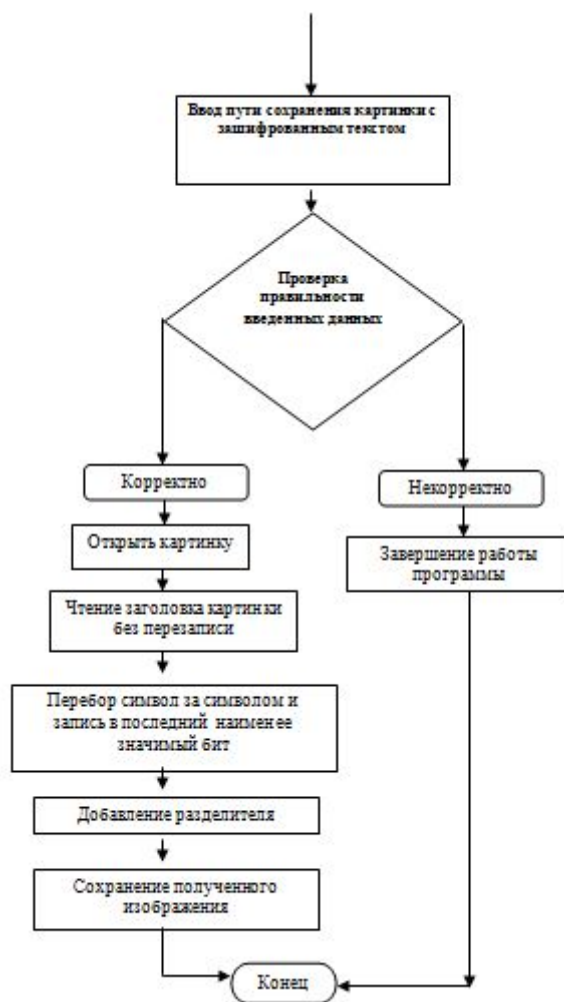 Ввод пути сохранения картинки с
зашифрованным текстом
Проверка
правильности
введенных данных
Корректно
Некорректно
Открыть картинку
Завершение работы
программы
Чтение заголовка картинки
без перезаписи
Перебор символ за символом и
запись в последний наименее
значимый бит
Добавление разделителя
Сохранение полученного
изображения
Конец